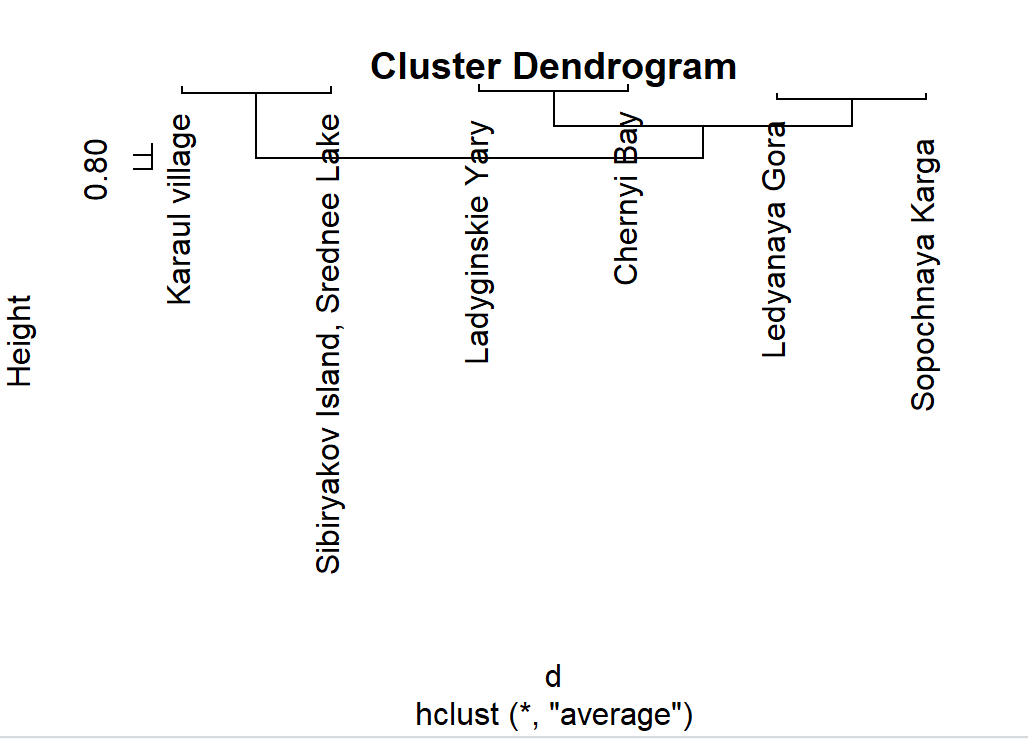 Cluster Dendrogram
Height
0.80
Karaul village
Sibiryakov Island, Srednee Lake
Ladyginskie Yary
Chernyi Bay
Ledyanaya Gora
Sopochnaya Karga
d
hclust (*, "average")